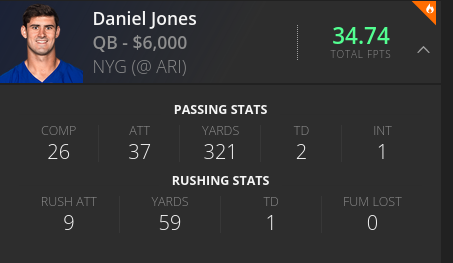 Daniel Jones
QB - $6,000
NYG (@ ARI)
34.74
TOTAL FPTS
PASSING STATS
COMP ATT YARDS TD INT
26 37 321 2 1
RUSHING STATS
RUSH ATT YARDS TD FUM LOST
9 59 1 0